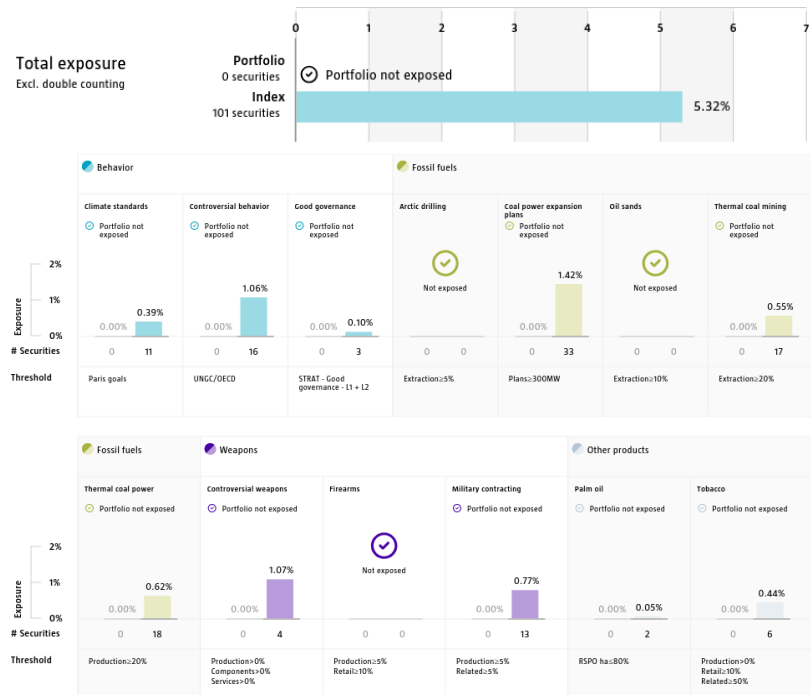 0 1 2 3 4 5 6 7
Total exposure
Excl. double counting
Portfolio
0 securities
Portfolio not exposed
Index
101 securities
5.32%
Behavior
Fossil fuels
Climate standards
Controversial behavior
Good governance
Arctic drilling
Coal power expansion
plans
Oil sands
Thermal coal mining
Portfolio not
exposed
Portfolio not
exposed
Portfolio not
exposed
Not exposed
Portfolio not
exposed
Not exposed
Portfolio not
exposed
Exposure
2%
1%
0%
0.00% 0.39%
0.00% 1.06%
0.00% 0.10%
0.00% 1.42%
0.00% 0.55%
# Securities 0 11 0 16 0 3 0 0 0 33 0 0 0 17
Threshold
Paris goals
UNGC/OECD
STRAT - Good
governance - L1 + L2
Extraction≥5%
Plans≥300MW
Extraction≥10%
Extraction≥20%
Fossil fuels
Weapons
Other products
Thermal coal power
Controversial weapons
Firearms
Military contracting
Palm oil
Tobacco
Portfolio not exposed
Portfolio not exposed
Not exposed
Portfolio not exposed
Portfolio not exposed
Portfolio not exposed
Exposure
2%
1%
0%
0.00% 0.62%
0.00% 1.07%
0.00% 0.77%
0.00% 0.05%
0.00% 0.44%
# Securities 0 18 0 4 0 0 0 13 0 2 0 6
Threshold
Production≥20%
Production>0%
Components>0%
Services>0%
Production≥5%
Retail≥10%
Production≥5%
Related≥5%
RSPO ha≤80%
Production>0%
Retail≥10%
Related≥50%